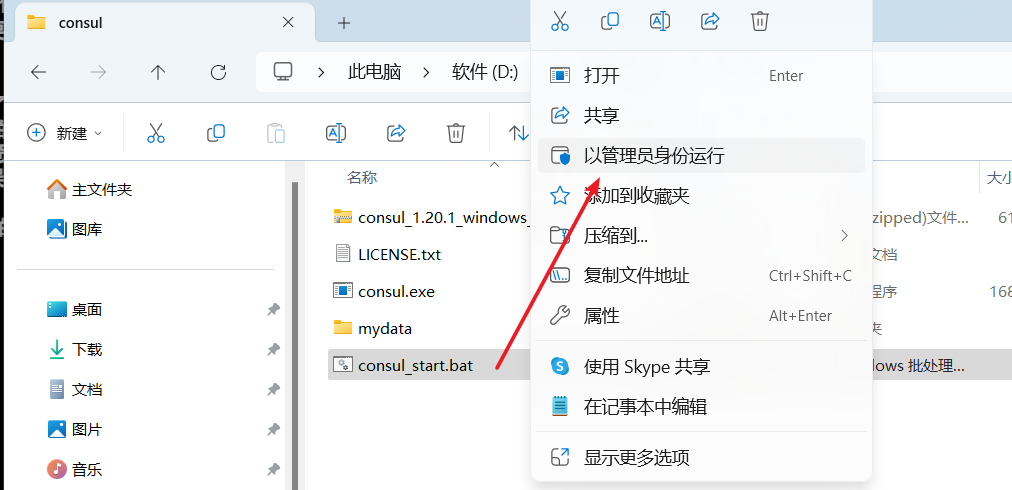 consul
此电脑
软件 (D:)
新建
主文件夹
图库
桌面
下载
文档
图片
音乐
名称
大小
consul_1.20.1_windows_
zipped)文件...
61
LICENSE.txt
文档
consul.exe
程序
168
mydata
夹
consul_start.bat
dows 批处理...
打开
Enter
共享
以管理员身份运行
添加到收藏夹
压缩到...
复制文件地址
Ctrl+Shift+C
属性
Alt+Enter
使用 Skype 共享
在记事本中编辑
显示更多选项